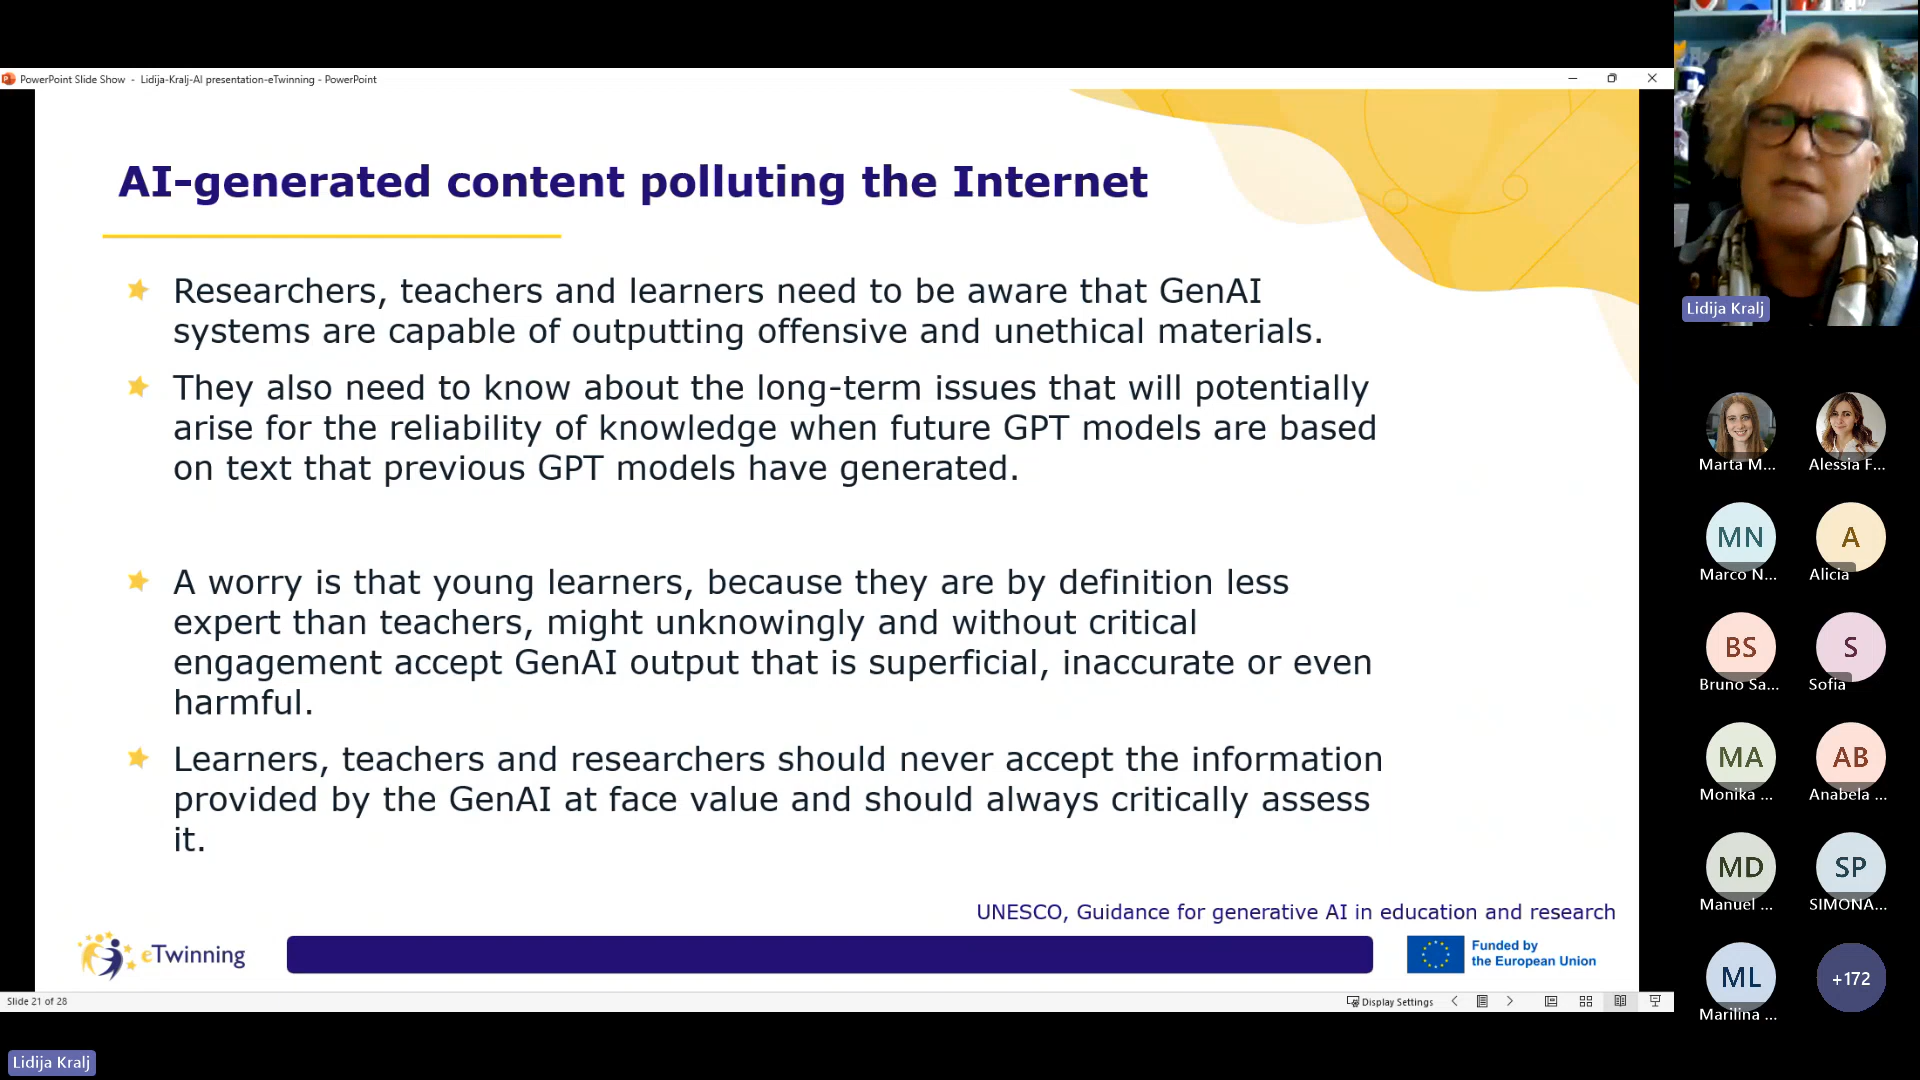 PowerPoint Slide Show - Lidija-Kralj-AI presentation-eTwinning - PowerPoint
AI-generated content polluting the Internet
Researchers, teachers and learners need to be aware that GenAI
systems are capable of outputting offensive and unethical materials.
They also need to know about the long-term issues that will potentially
arise for the reliability of knowledge when future GPT models are based
on text that previous GPT models have generated.
A worry is that young learners, because they are by definition less
expert than teachers, might unknowingly and without critical
engagement accept GenAI output that is superficial, inaccurate or even
harmful.
Learners, teachers and researchers should never accept the information
provided by the GenAI at face value and should always critically assess
it.
UNESCO, Guidance for generative AI in education and research
eTwinning
Funded by
the European Union
Slide 21 of 28
Display Settings
Lidija Kralj
Lidija Kralj
Marta M...
Alessia F...
MN
A
Marco N...
Alicia
BS
S
Bruno Sa...
Sofia
MA
AB
Monika ...
Anabela ...
MD
SP
Manuel ...
SIMONA...
ML
+172
Marilina ...